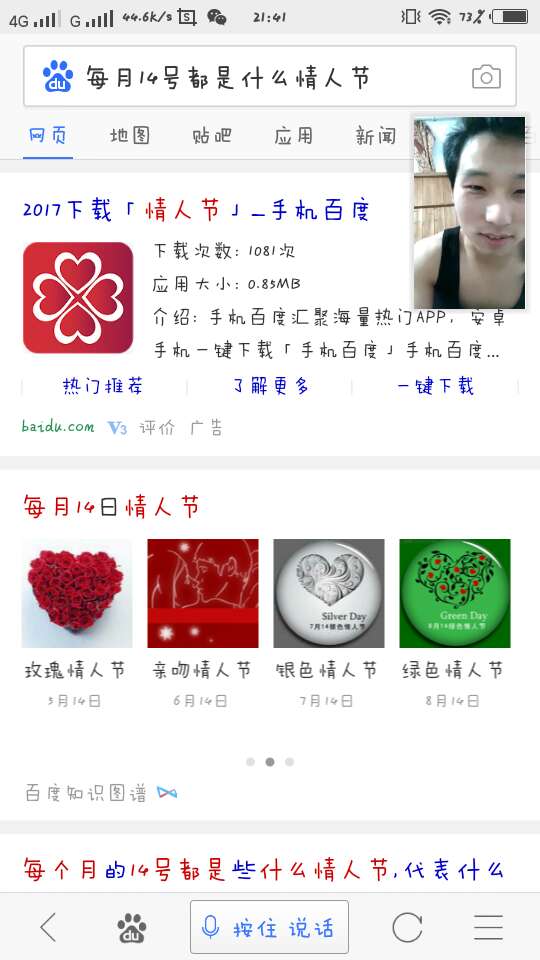 4G G 44.6k/s 21:41 73%
du 每月14号都是什么情人节
网页 地图 贴吧 应用 新闻
2017下载「情人节」_手机百度
下载次数: 1081次
应用大小: 0.85MB
介绍: 手机百度汇聚海量热门APP, 安卓
手机一键下载「手机百度」手机百度...
热门推荐 了解更多 一键下载
baidu.com V3 评价 广告
每月14日情人节
Silver Day
7月14银色情人节
Green Day
8月14绿色情人节
玫瑰情人节 亲吻情人节 银色情人节 绿色情人节
5月14日 6月14日 7月14日 8月14日
百度知识图谱
每个月的14号都是些什么情人节,代表什么
du 按住 说话